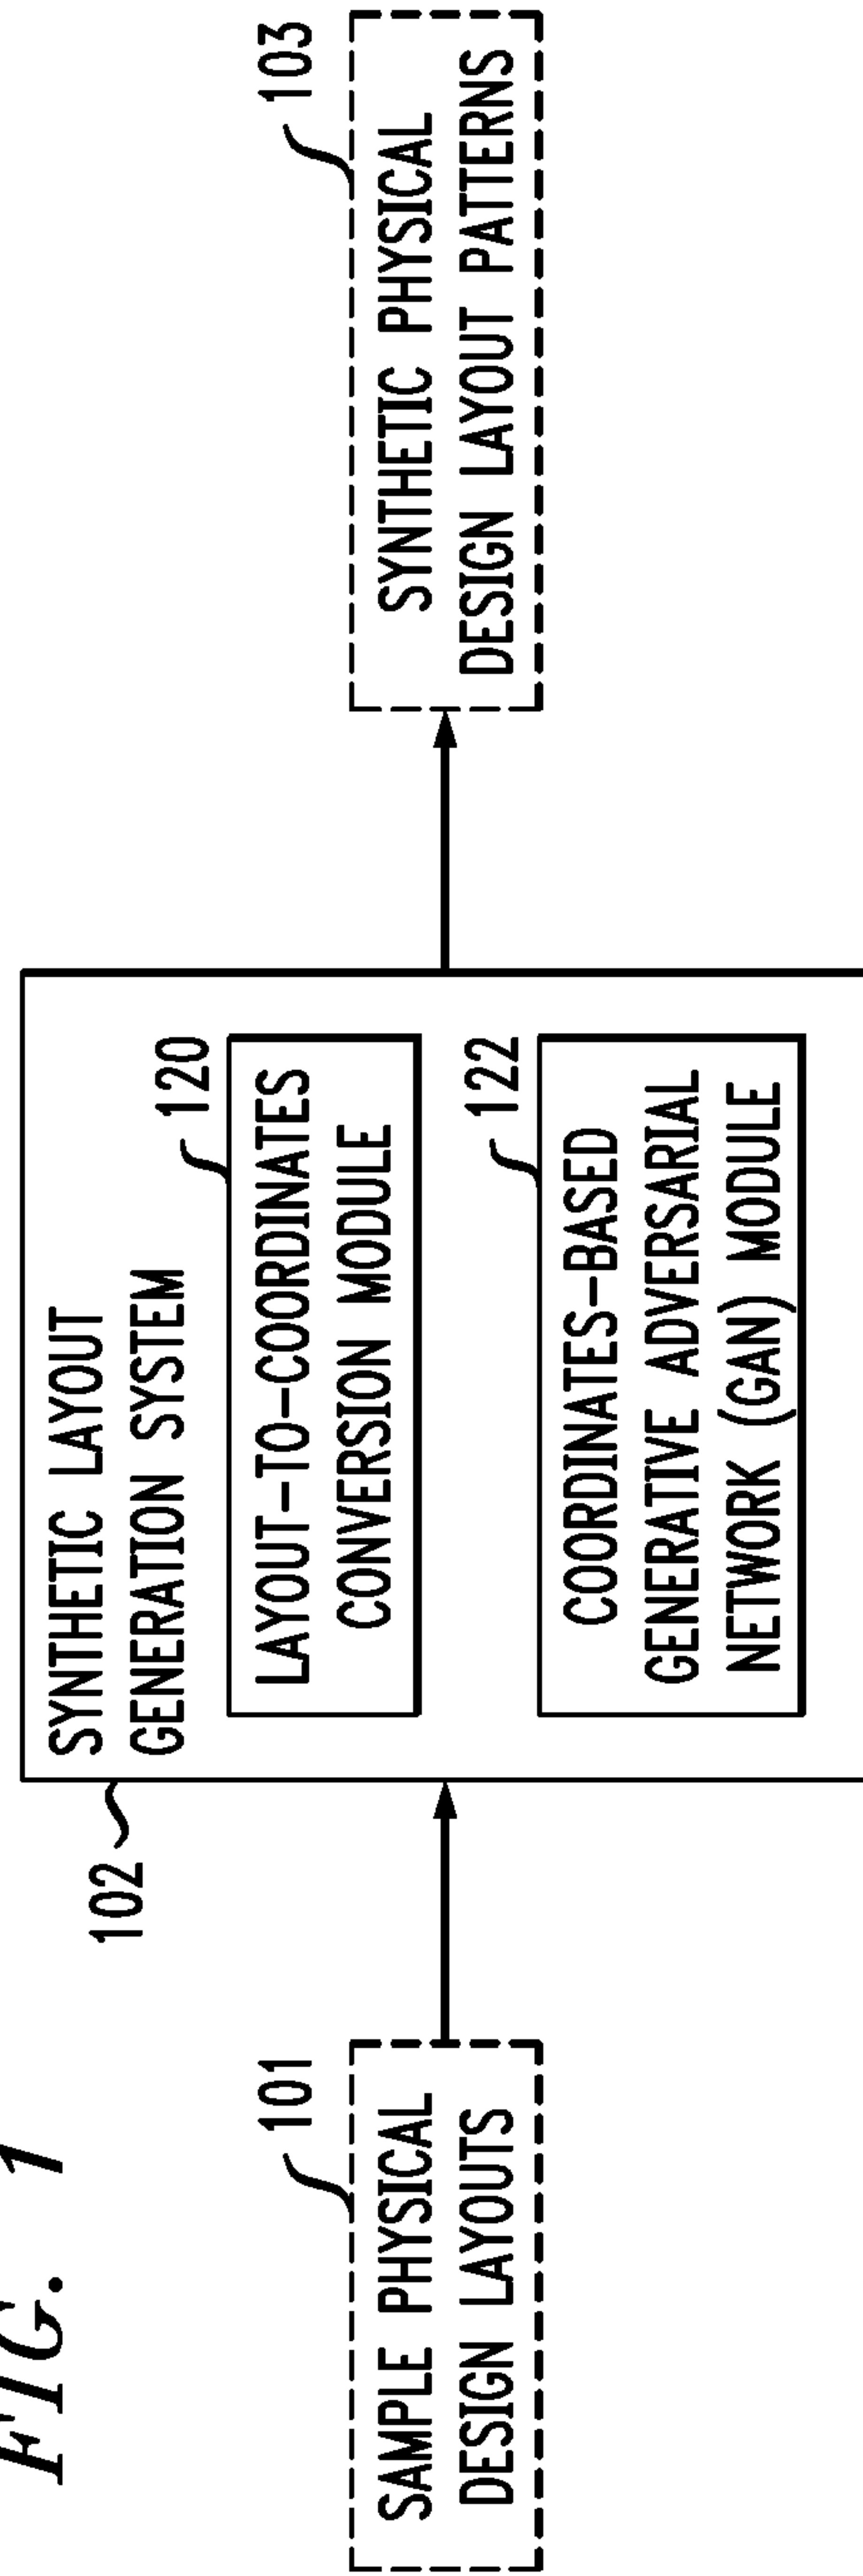 FIG. 1
101
SAMPLE PHYSICAL
DESIGN LAYOUTS
102
SYNTHETIC LAYOUT
GENERATION SYSTEM
120
LAYOUT-TO-COORDINATES
CONVERSION MODULE
122
COORDINATES-BASED
GENERATIVE ADVERSARIAL
NETWORK (GAN) MODULE
103
SYNTHETIC PHYSICAL
DESIGN LAYOUT PATTERNS